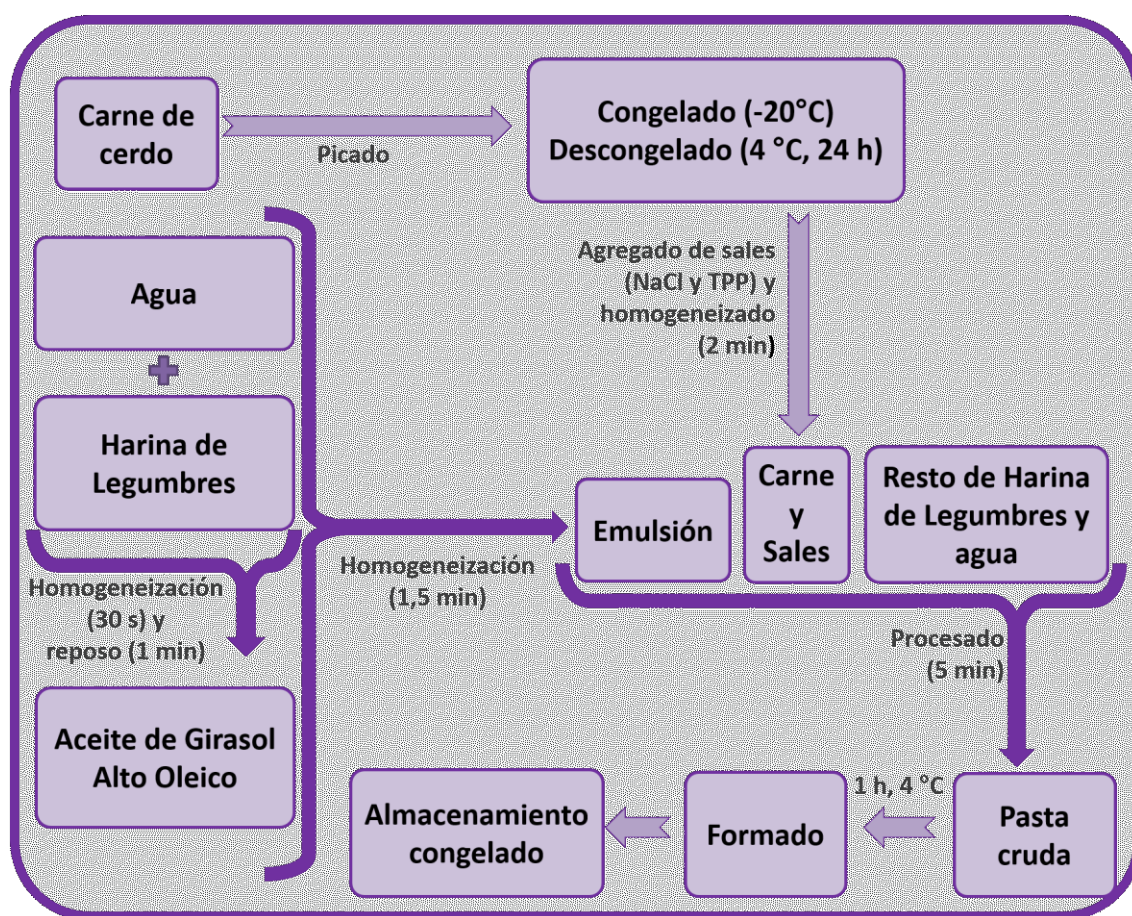 Carne de
cerdo
Picado
Congelado (-20°C)
Descongelado (4 °C, 24 h)
Agregado de sales
(NaCl y TPP) y
homogeneizado
(2 min)
Agua
Harina de
Legumbres
Homogeneización
(30 s) y
reposo (1 min)
Aceite de Girasol
Alto Oleico
Homogeneización
(1,5 min)
Emulsión
Carne
y
Sales
Resto de Harina
de Legumbres y
agua
Procesado
(5 min)
Pasta
cruda
1 h, 4 °C
Formado
Almacenamiento
congelado